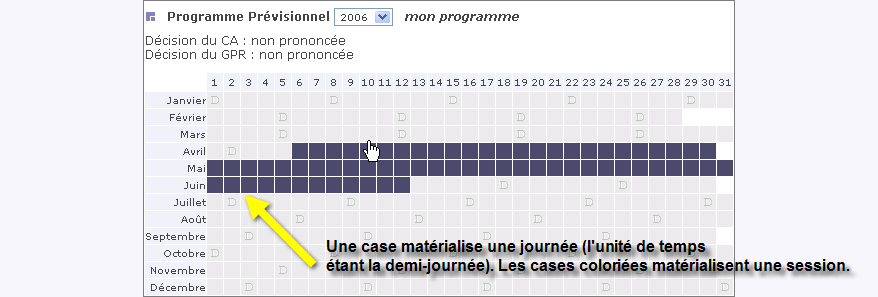 Programme Prévisionnel 2006 mon programme
Décision du CA : non prononcée
Décision du GPR : non prononcée
1 2 3 4 5 6 7 8 9 10 11 12 13 14 15 16 17 18 19 20 21 22 23 24 25 26 27 28 29 30 31
Janvier D D D D D
Février D D D D
Mars D D D D
Avril D
Mai
Juin D D
Juillet D D D D D
Août D D D D
Septembre D D D D
Octobre D D D D D
Novembre D D D D
Décembre D D D D D
Une case matérialise une journée (l'unité de temps
étant la demi-journée). Les cases coloriées matérialisent une session.